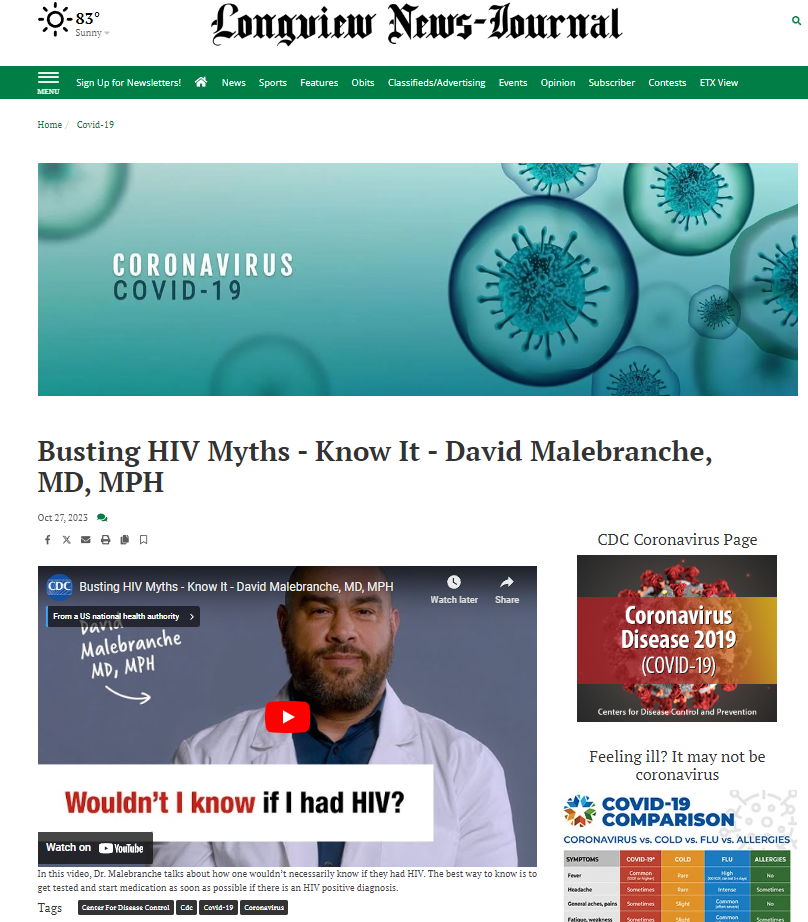 83°
Sunny
Longview News-Journal
MENU
Sign Up for Newsletters! News Sports Features Obits Classifieds/Advertising Events Opinion Subscriber Contests ETX View
Home / Covid-19
CORONAVIRUS
COVID-19
Busting HIV Myths - Know It - David Malebranche,
MD, MPH
Oct 27, 2023
CDC Busting HIV Myths - Know It - David Malebranche, MD, MPH
Watch later Share
From a US national health authority
David
Malebranche
MD, MPH
Wouldn't I know if I had HIV?
Watch on YouTube
In this video, Dr. Malebranche talks about how one wouldn't necessarily know if they had HIV. The best way to know is to
get tested and start medication as soon as possible if there is an HIV positive diagnosis.
Tags Center For Disease Control Cdc Covid-19 Coronavirus
CDC Coronavirus Page
Coronavirus
Disease 2019
(COVID-19)
Centers for Disease Control and Prevention
Feeling ill? It may not be
coronavirus
COVID-19
COMPARISON
CORONAVIRUS vs. COLD vs. FLU vs. ALLERGIES
SYMPTOMS COVID-19* COLD FLU ALLERGIES
Fever Common Rare High No
Headache Sometimes Rare Intense Sometimes
General aches, pains Sometimes Slight Common No
Fatigue, weakness Sometimes Slight Common Sometimes